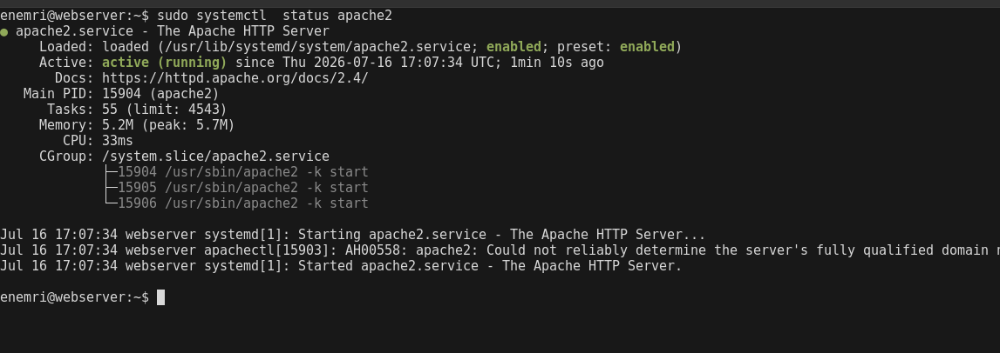 enemri@webserver:~$ sudo systemctl  status apache2
● apache2.service - The Apache HTTP Server
     Loaded: loaded (/usr/lib/systemd/system/apache2.service; enabled; preset: enabled)
     Active: active (running) since Thu 2026-07-16 17:07:34 UTC; 1min 10s ago
       Docs: https://httpd.apache.org/docs/2.4/
   Main PID: 15904 (apache2)
      Tasks: 55 (limit: 4543)
     Memory: 5.2M (peak: 5.7M)
        CPU: 33ms
     CGroup: /system.slice/apache2.service
             ├─15904 /usr/sbin/apache2 -k start
             ├─15905 /usr/sbin/apache2 -k start
             └─15906 /usr/sbin/apache2 -k start

Jul 16 17:07:34 webserver systemd[1]: Starting apache2.service - The Apache HTTP Server...
Jul 16 17:07:34 webserver apachectl[15903]: AH00558: apache2: Could not reliably determine the server's fully qualified domain
Jul 16 17:07:34 webserver systemd[1]: Started apache2.service - The Apache HTTP Server.

enemri@webserver:~$